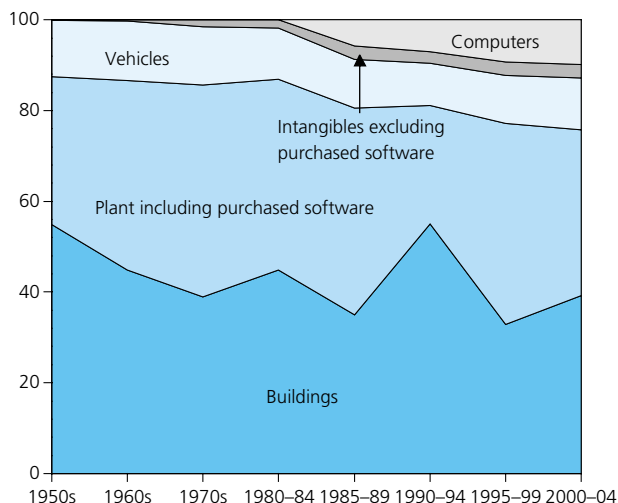 100
80
60
40
20
0
Computers
Vehicles
Intangibles excluding
purchased software
Plant including purchased software
Buildings
1950s 1960s 1970s 1980–84 1985–89 1990–94 1995–99 2000–04